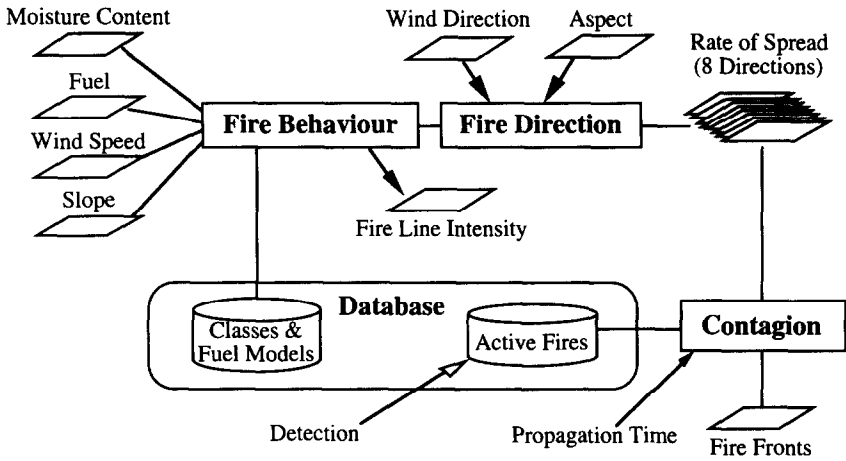 Moisture Content
Fuel
Wind Speed
Slope
Fire Behaviour
Wind Direction
Aspect
Fire Direction
Rate of Spread
(8 Directions)
Fire Line Intensity
Database
Classes &
Fuel Models
Active Fires
Contagion
Detection
Propagation Time
Fire Fronts